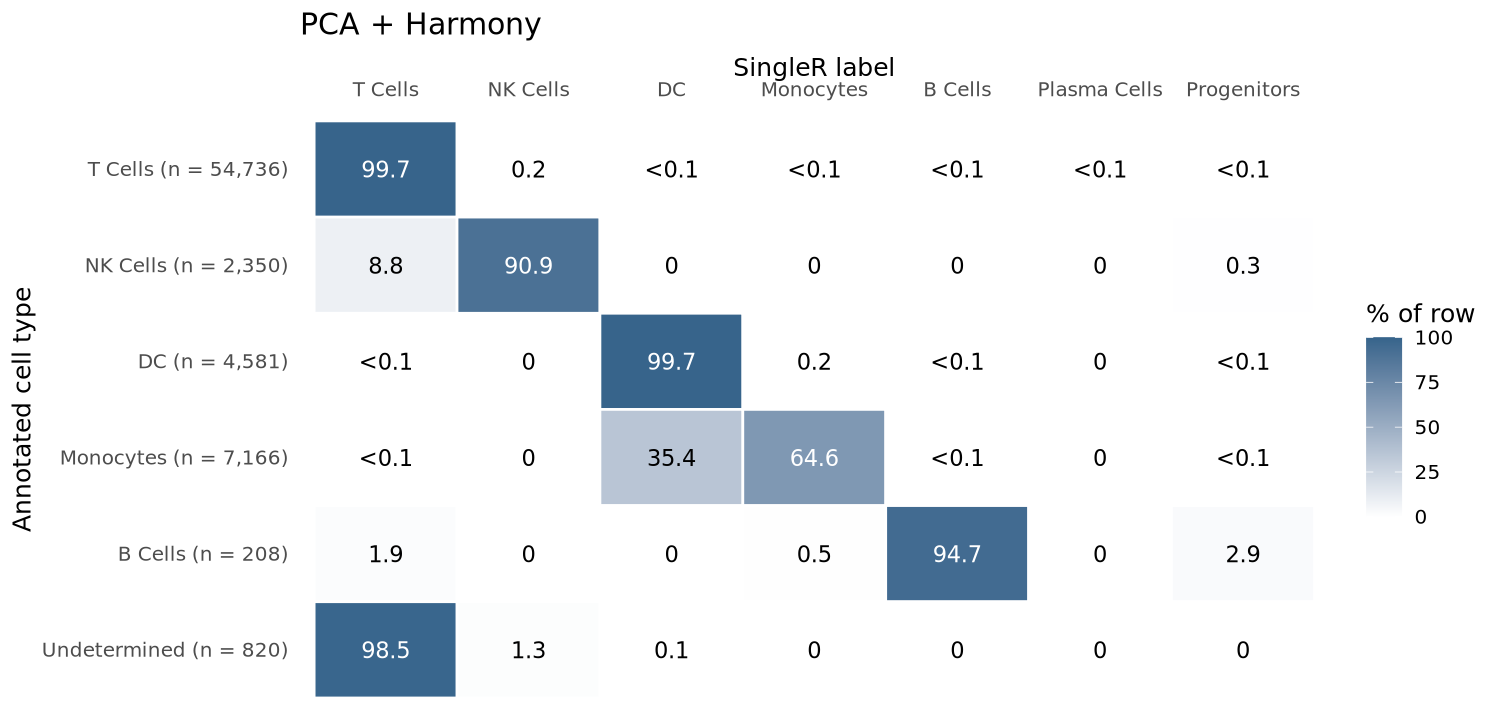 PCA + Harmony
SingleR label
T Cells NK Cells DC Monocytes B Cells Plasma Cells Progenitors
Annotated cell type
T Cells (n = 54,736) 99.7 0.2 <0.1 <0.1 <0.1 <0.1 <0.1
NK Cells (n = 2,350) 8.8 90.9 0 0 0 0 0.3
DC (n = 4,581) <0.1 0 99.7 0.2 <0.1 0 <0.1
Monocytes (n = 7,166) <0.1 0 35.4 64.6 <0.1 0 <0.1
B Cells (n = 208) 1.9 0 0 0.5 94.7 0 2.9
Undetermined (n = 820) 98.5 1.3 0.1 0 0 0 0
% of row
100
75
50
25
0